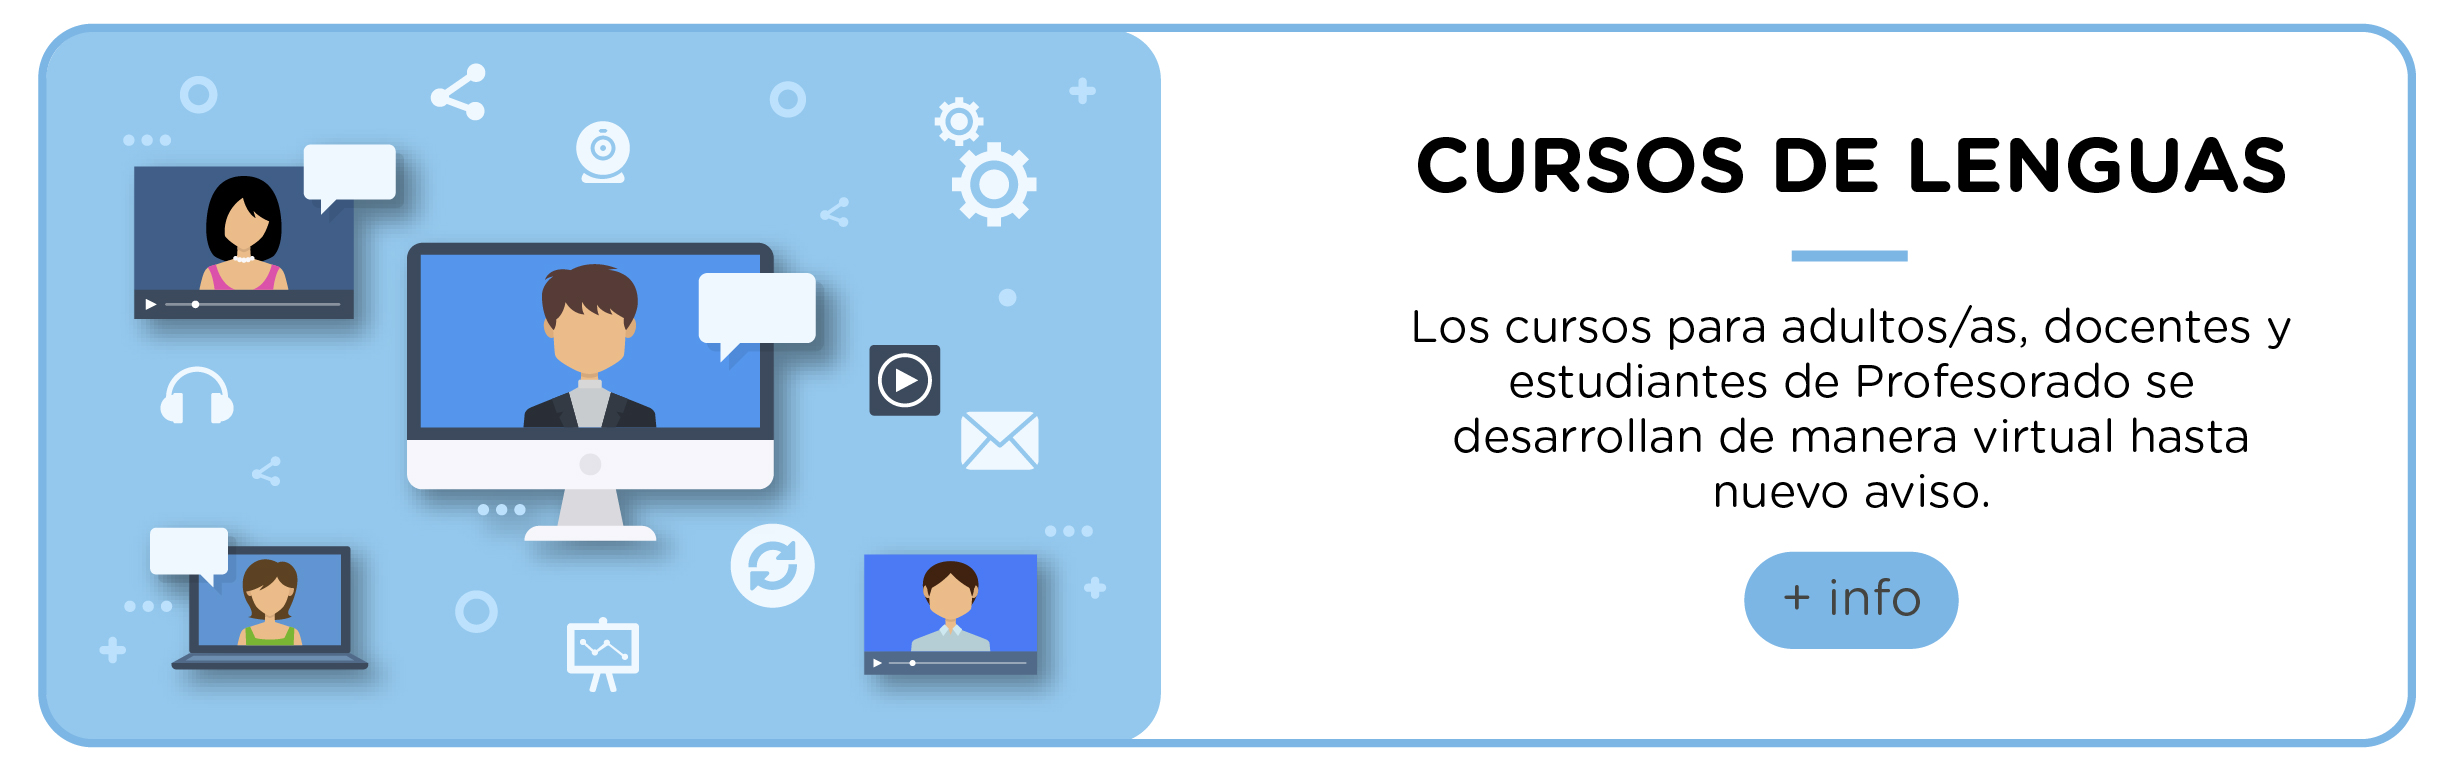 CURSOS DE LENGUAS
Los cursos para adultos/as, docentes y
estudiantes de Profesorado se
desarrollan de manera virtual hasta
nuevo aviso.
+ info